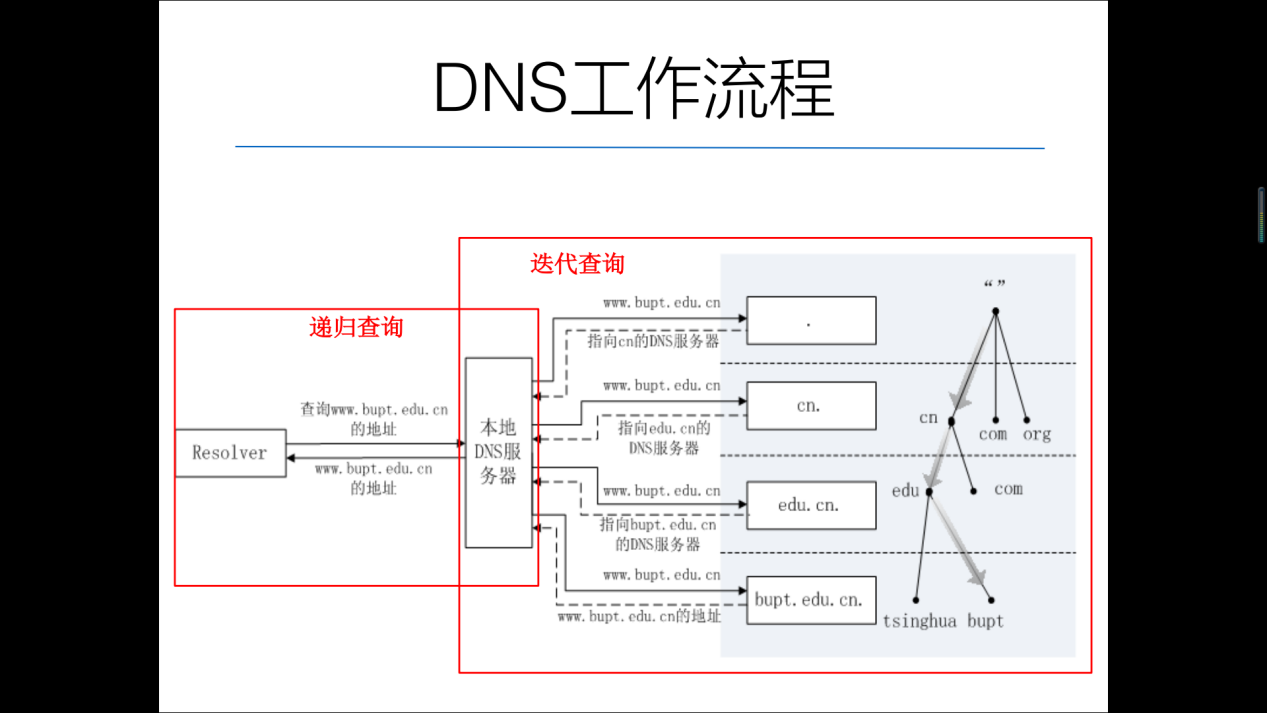 DNS工作流程
迭代查询
递归查询
Resolver
查询www.bupt.edu.cn
的地址
www.bupt.edu.cn
的地址
本地
DNS服
务器
www.bupt.edu.cn
指向cn的DNS服务器
www.bupt.edu.cn
指向edu.cn的
DNS服务器
www.bupt.edu.cn
指向bupt.edu.cn
的DNS服务器
www.bupt.edu.cn
www.bupt.edu.cn的地址
.
cn.
edu.cn.
bupt.edu.cn.
“”
cn
com
org
edu
com
tsinghua
bupt